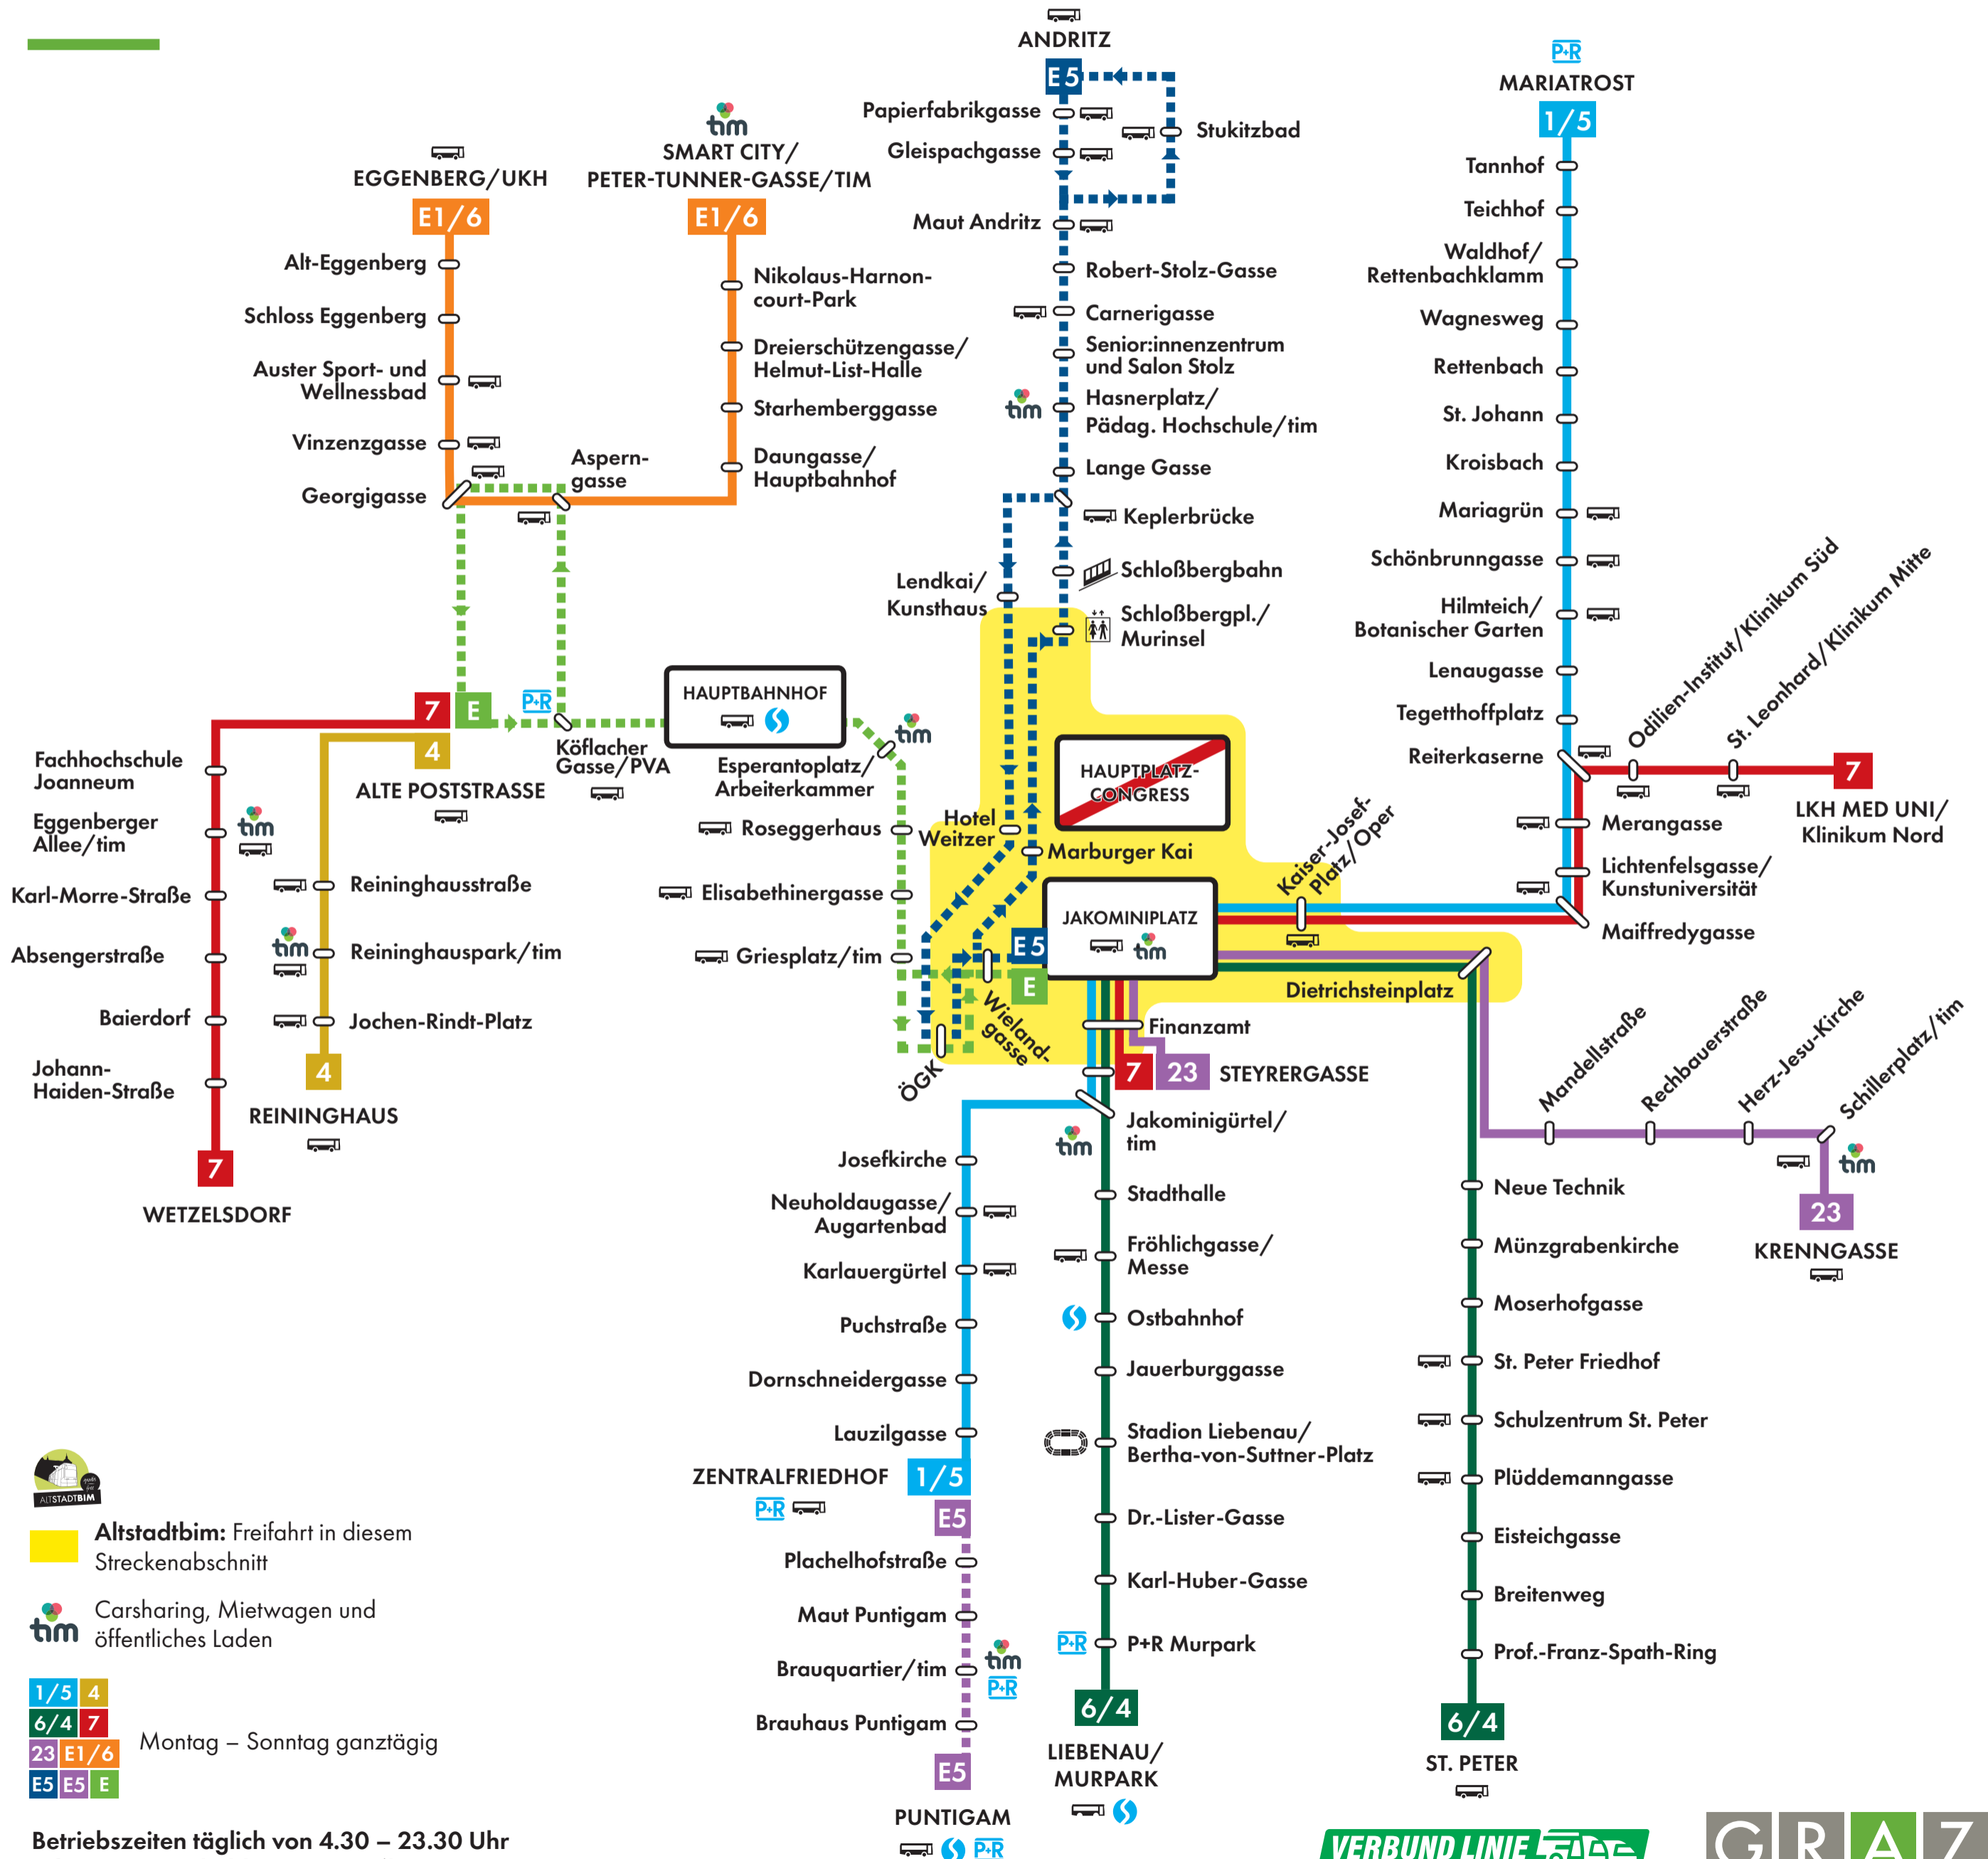 ANDRITZ
E5
Papierfabrikgasse
Gleispachgasse
Stukitzbad
Maut Andritz
Robert-Stolz-Gasse
Carnerigasse
Senior:innenzentrum
und Salon Stolz
tim
Hasnerplatz/
Pädag. Hochschule/tim
Lange Gasse
Keplerbrücke
Schloßbergbahn
Lendkai/
Kunsthaus
Schloßbergpl./
Murinsel
P+R
MARIATROST
1/5
Tannhof
Teichhof
Waldhof/
Rettenbachklamm
Wagnesweg
Rettenbach
St. Johann
Kroisbach
Mariagrün
Schönbrunngasse
Hilmteich/
Botanischer Garten
Lenaugasse
Tegetthoffplatz
Reiterkaserne
Odilien-Institut/Klinikum Süd
St. Leonhard/Klinikum Mitte
7
LKH MED UNI/
Klinikum Nord
Merangasse
Lichtenfelsgasse/
Kunstuniversität
Maiffredygasse
EGGENBERG/UKH
E1/6
Alt-Eggenberg
Schloss Eggenberg
Auster Sport- und
Wellnessbad
Vinzenzgasse
Georgigasse
Aspern-
gasse
tim
SMART CITY/
PETER-TUNNER-GASSE/TIM
E1/6
Nikolaus-Harnon-
court-Park
Dreierschützengasse/
Helmut-List-Halle
Starhemberggasse
Daungasse/
Hauptbahnhof
7
E
4
P+R
ALTE POSTSTRASSE
Köflacher
Gasse/PVA
HAUPTBAHNHOF
tim
Esperantoplatz/
Arbeiterkammer
Roseggerhaus
Elisabethinergasse
Griesplatz/tim
Fachhochschule
Joanneum
Eggenberger
Allee/tim
tim
Karl-Morre-Straße
Absengerstraße
Baierdorf
Johann-
Haiden-Straße
7
WETZELSDORF
Reininghausstraße
tim
Reininghauspark/tim
Jochen-Rindt-Platz
4
REININGHAUS
HAUPTPLATZ-
CONGRESS
Hotel
Weitzer
Marburger Kai
Kaiser-Josef-
Platz/Oper
JAKOMINIPLATZ
tim
E5
E
Wieland-
gasse
ÖGK
Dietrichsteinplatz
Finanzamt
7
23
STEYRERGASSE
Jakominigürtel/
tim
tim
Mandellstraße
Rechbauerstraße
Herz-Jesu-Kirche
Schillerplatz/tim
tim
23
KRENNGASSE
Josefkirche
Neuholdaugasse/
Augartenbad
Karlauergürtel
Puchstraße
Dornschneidergasse
Lauzilgasse
ZENTRALFRIEDHOF
1/5
P+R
E5
Plachelhofstraße
Maut Puntigam
Brauquartier/tim
tim
P+R
Brauhaus Puntigam
E5
PUNTIGAM
P+R
Stadthalle
Fröhlichgasse/
Messe
Ostbahnhof
Jauerburggasse
Stadion Liebenau/
Bertha-von-Suttner-Platz
Dr.-Lister-Gasse
Karl-Huber-Gasse
P+R
P+R Murpark
6/4
LIEBENAU/
MURPARK
Neue Technik
Münzgrabenkirche
Moserhofgasse
St. Peter Friedhof
Schulzentrum St. Peter
Plüddemanngasse
Eisteichgasse
Breitenweg
Prof.-Franz-Spath-Ring
6/4
ST. PETER
ALTSTADTBIM
Altstadtbim: Freifahrt in diesem
Streckenabschnitt
tim
Carsharing, Mietwagen und
öffentliches Laden
1/5 4
6/4 7
23 E1/6
E5 E5 E
Montag – Sonntag ganztägig
Betriebszeiten täglich von 4.30 – 23.30 Uhr
VERBUND LINIE
GRAZ